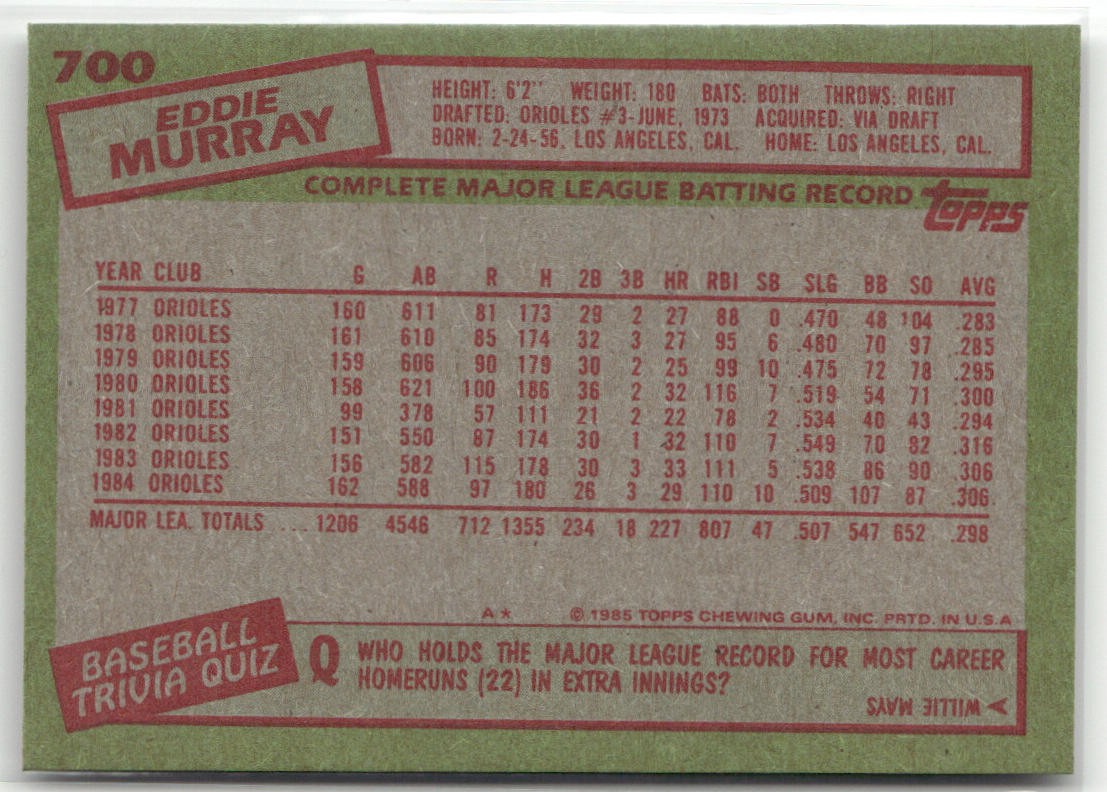 700
EDDIE
MURRAY
HEIGHT: 6'2" WEIGHT: 180 BATS: BOTH THROWS: RIGHT
DRAFTED: ORIOLES #3-JUNE, 1973 ACQUIRED: VIA DRAFT
BORN: 2-24-56, LOS ANGELES, CAL. HOME: LOS ANGELES, CAL.
COMPLETE MAJOR LEAGUE BATTING RECORD topps
YEAR CLUB G AB R H 2B 3B HR RBI SB SLG BB SO AVG
1977 ORIOLES 160 611 81 173 29 2 27 88 0 .470 48 104 .283
1978 ORIOLES 161 610 85 174 32 3 27 95 6 .480 70 97 .285
1979 ORIOLES 159 606 90 179 30 2 25 99 10 .475 72 78 .295
1980 ORIOLES 158 621 100 186 36 2 32 116 7 .519 54 71 .300
1981 ORIOLES 99 378 57 111 21 2 22 78 2 .534 40 43 .294
1982 ORIOLES 151 550 87 174 30 1 32 110 7 .549 70 82 .316
1983 ORIOLES 156 582 115 178 30 3 33 111 5 .538 86 90 .306
1984 ORIOLES 162 588 97 180 26 3 29 110 10 .509 107 87 .306
MAJOR LEA. TOTALS ... 1206 4546 712 1355 234 18 227 807 47 .507 547 652 .298
A* © 1985 TOPPS CHEWING GUM, INC. PRTD. IN U.S.A
BASEBALL
TRIVIA QUIZ
Q WHO HOLDS THE MAJOR LEAGUE RECORD FOR MOST CAREER
HOMERUNS (22) IN EXTRA INNINGS?
A WILLIE MAYS